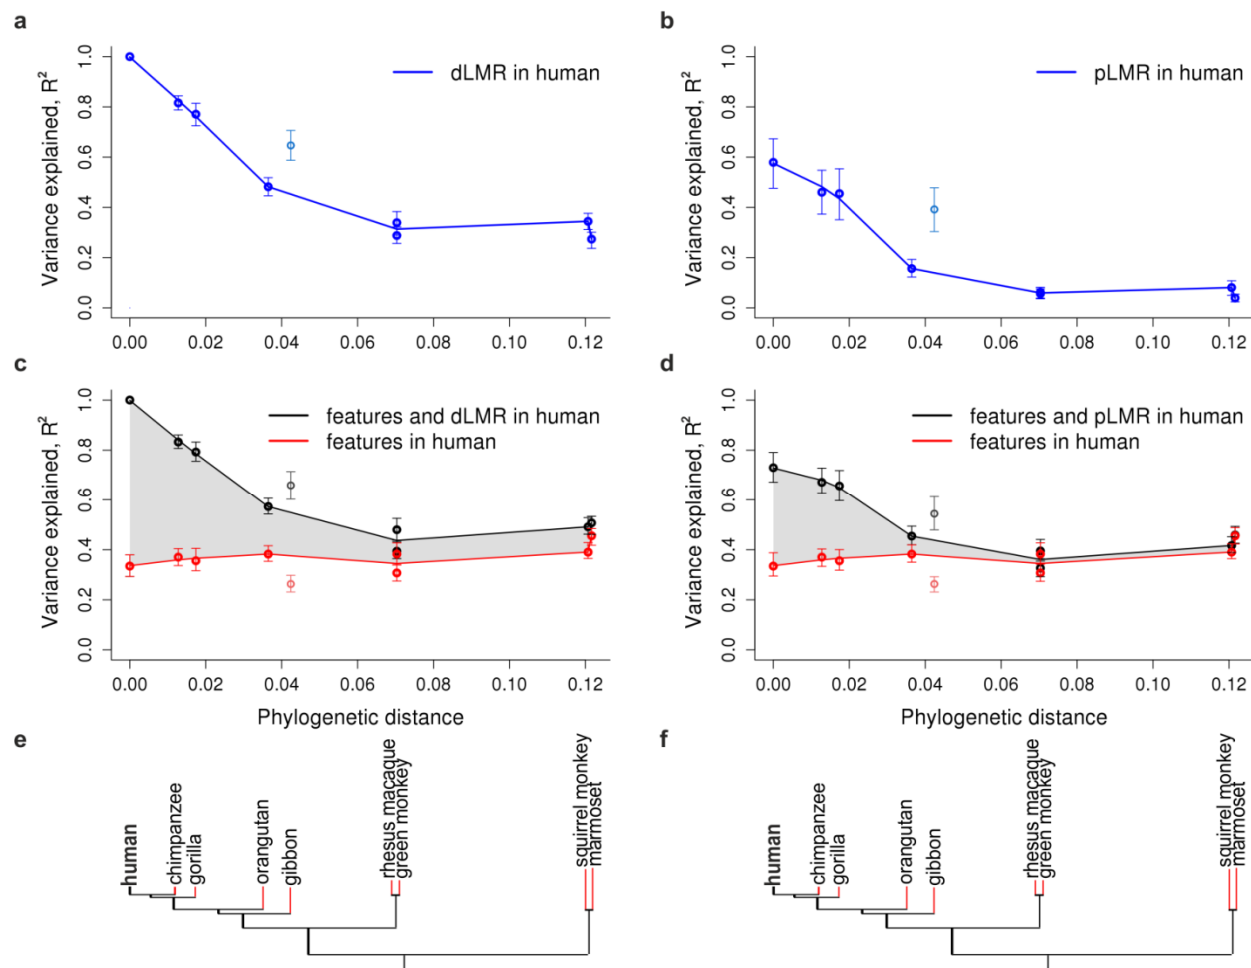 a
Variance explained, R²
1.0
0.8
0.6
0.4
0.2
0.0
dLMR in human
0.00 0.02 0.04 0.06 0.08 0.10 0.12
b
Variance explained, R²
1.0
0.8
0.6
0.4
0.2
0.0
pLMR in human
0.00 0.02 0.04 0.06 0.08 0.10 0.12
c
Variance explained, R²
1.0
0.8
0.6
0.4
0.2
0.0
features and dLMR in human
features in human
0.00 0.02 0.04 0.06 0.08 0.10 0.12
Phylogenetic distance
d
Variance explained, R²
1.0
0.8
0.6
0.4
0.2
0.0
features and pLMR in human
features in human
0.00 0.02 0.04 0.06 0.08 0.10 0.12
Phylogenetic distance
e
human
chimpanzee
gorilla
orangutan
gibbon
rhesus macaque
green monkey
squirrel monkey
marmoset
f
human
chimpanzee
gorilla
orangutan
gibbon
rhesus macaque
green monkey
squirrel monkey
marmoset